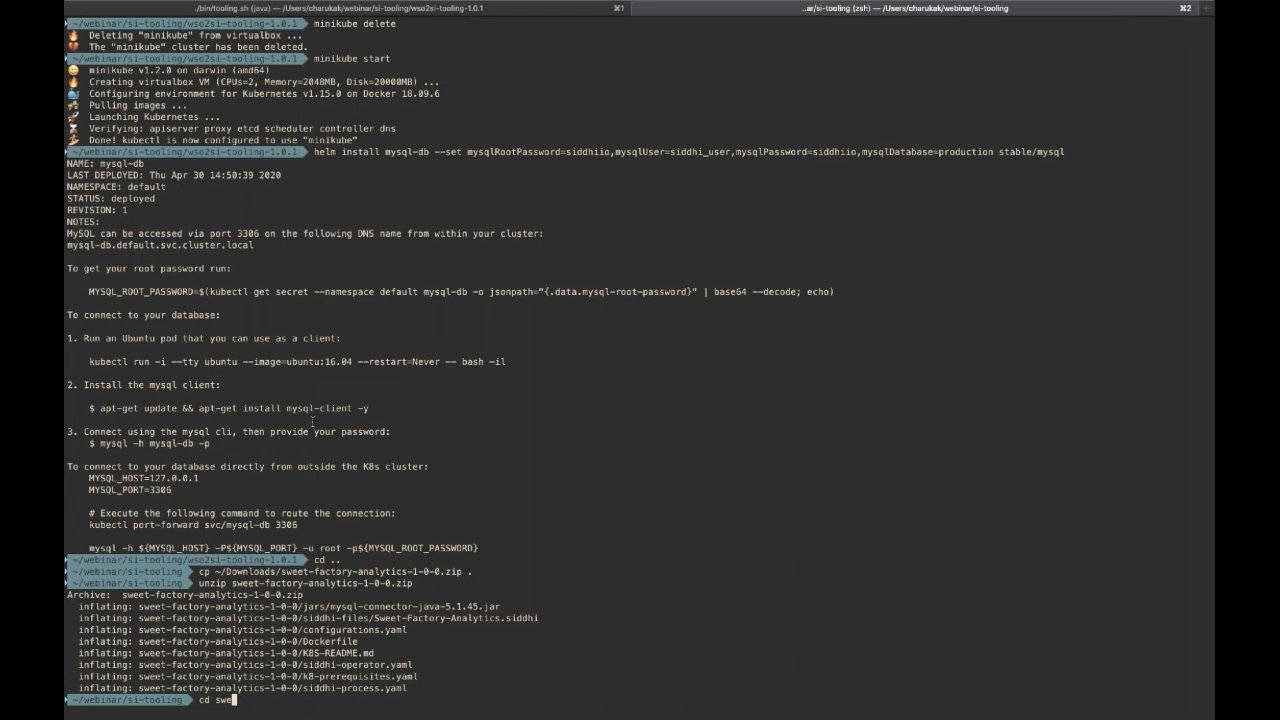 ./bin/tooling.sh (java) — /Users/charukak/webinar/si-tooling/wso2si-tooling-1.0.1 ⌘1 ..ar/si-tooling (zsh) — /Users/charukak/webinar/si-tooling ⌘2
~/webinar/si-tooling/wso2si-tooling-1.0.1 minikube delete
🔥 Deleting "minikube" from virtualbox ...
💔 The "minikube" cluster has been deleted.
~/webinar/si-tooling/wso2si-tooling-1.0.1 minikube start
😄 minikube v1.2.0 on darwin (amd64)
🔥 Creating virtualbox VM (CPUs=2, Memory=2048MB, Disk=20000MB) ...
🐳 Configuring environment for Kubernetes v1.15.0 on Docker 18.09.6
🚜 Pulling images ...
🚀 Launching Kubernetes ...
⌛ Verifying: apiserver proxy etcd scheduler controller dns
🏄 Done! kubectl is now configured to use "minikube"
~/webinar/si-tooling/wso2si-tooling-1.0.1 helm install mysql-db --set mysqlRootPassword=siddhiio,mysqlUser=siddhi_user,mysqlPassword=siddhiio,mysqlDatabase=production stable/mysql
NAME: mysql-db
LAST DEPLOYED: Thu Apr 30 14:50:39 2020
NAMESPACE: default
STATUS: deployed
REVISION: 1
NOTES:
MySQL can be accessed via port 3306 on the following DNS name from within your cluster:
mysql-db.default.svc.cluster.local
To get your root password run:
MYSQL_ROOT_PASSWORD=$(kubectl get secret --namespace default mysql-db -o jsonpath="{.data.mysql-root-password}" | base64 --decode; echo)
To connect to your database:
1. Run an Ubuntu pod that you can use as a client:
kubectl run -i --tty ubuntu --image=ubuntu:16.04 --restart=Never -- bash -il
2. Install the mysql client:
$ apt-get update && apt-get install mysql-client -y
3. Connect using the mysql cli, then provide your password:
$ mysql -h mysql-db -p
To connect to your database directly from outside the K8s cluster:
MYSQL_HOST=127.0.0.1
MYSQL_PORT=3306
# Execute the following command to route the connection:
kubectl port-forward svc/mysql-db 3306
mysql -h ${MYSQL_HOST} -P${MYSQL_PORT} -u root -p${MYSQL_ROOT_PASSWORD}
~/webinar/si-tooling/wso2si-tooling-1.0.1 cd ..
~/webinar/si-tooling cp ~/Downloads/sweet-factory-analytics-1-0-0.zip .
~/webinar/si-tooling unzip sweet-factory-analytics-1-0-0.zip
Archive: sweet-factory-analytics-1-0-0.zip
inflating: sweet-factory-analytics-1-0-0/jars/mysql-connector-java-5.1.45.jar
inflating: sweet-factory-analytics-1-0-0/siddhi-files/Sweet-Factory-Analytics.siddhi
inflating: sweet-factory-analytics-1-0-0/configurations.yaml
inflating: sweet-factory-analytics-1-0-0/Dockerfile
inflating: sweet-factory-analytics-1-0-0/K8S-README.md
inflating: sweet-factory-analytics-1-0-0/siddhi-operator.yaml
inflating: sweet-factory-analytics-1-0-0/k8-prerequisites.yaml
inflating: sweet-factory-analytics-1-0-0/siddhi-process.yaml
~/webinar/si-tooling cd swe